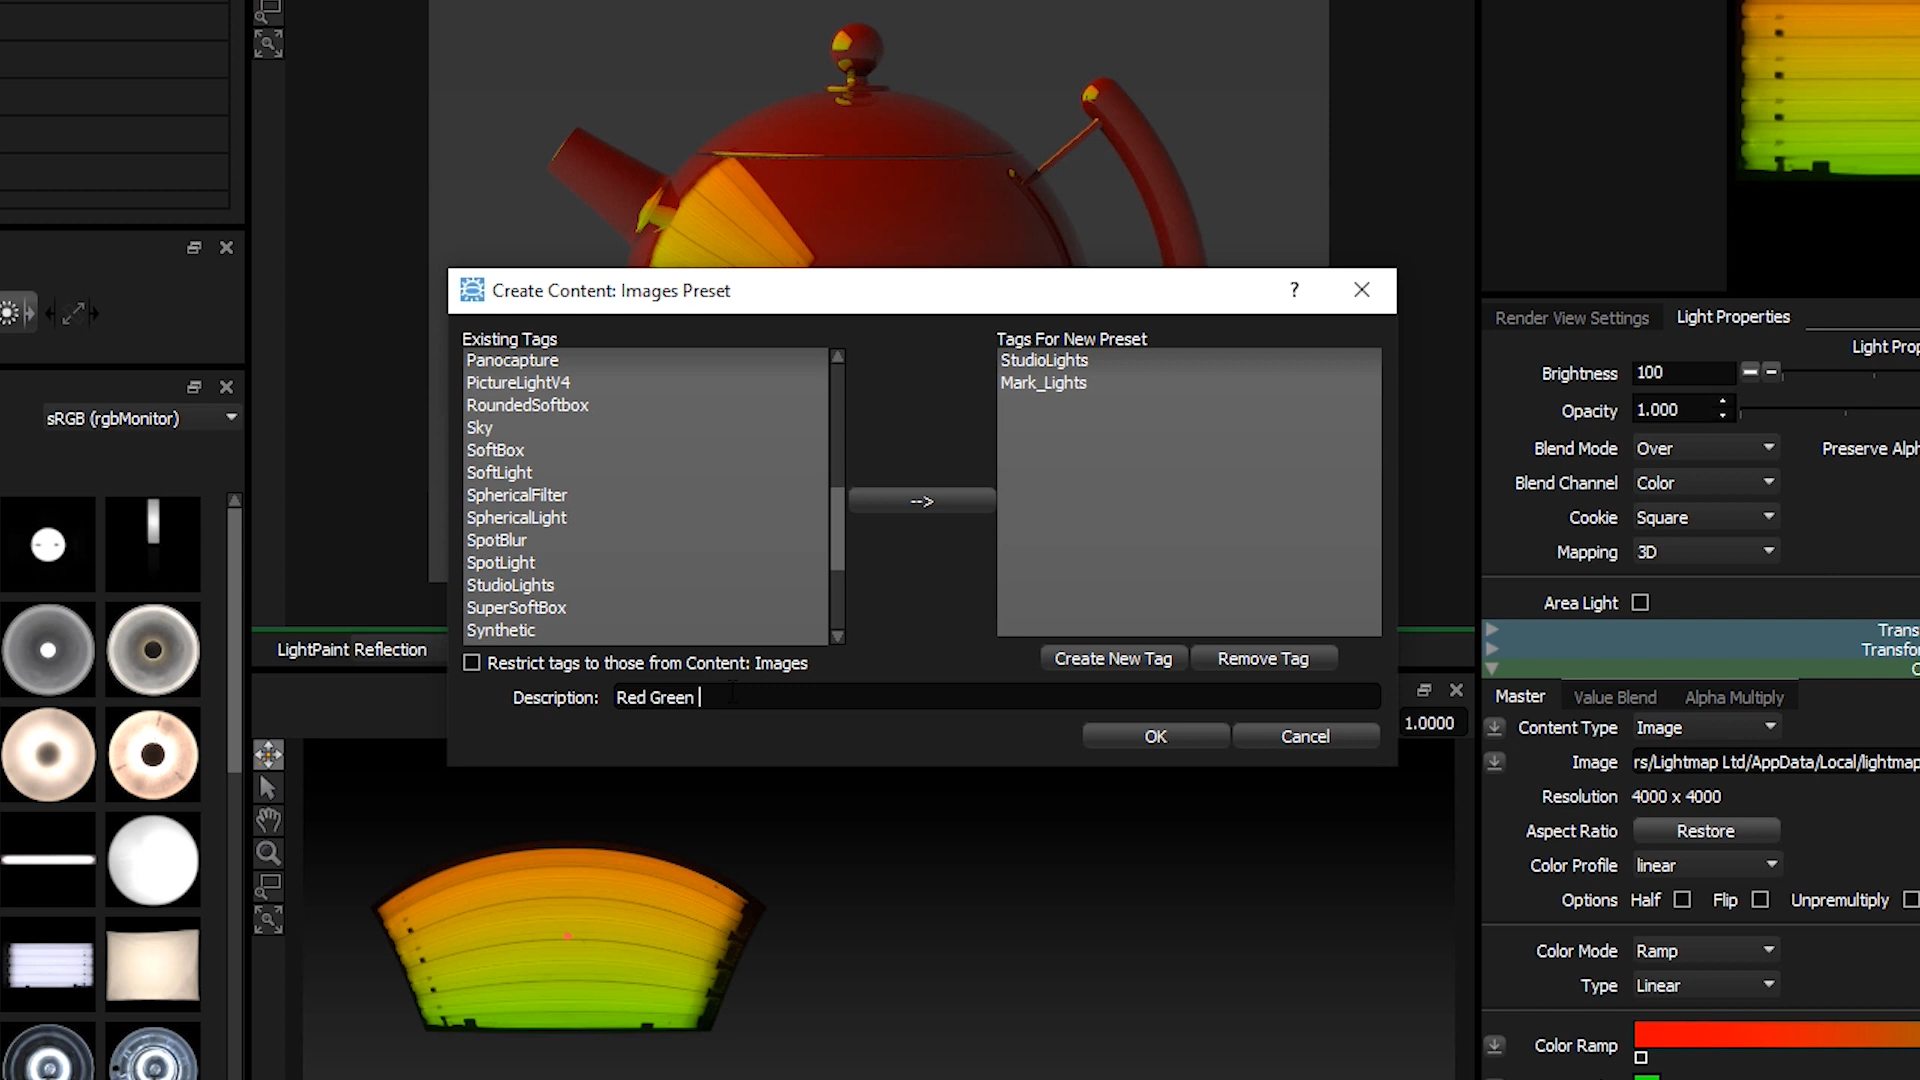 Create Content: Images Preset
?
Existing Tags
Panocapture
PictureLightV4
RoundedSoftbox
Sky
SoftBox
SoftLight
SphericalFilter
SphericalLight
SpotBlur
SpotLight
StudioLights
SuperSoftBox
Synthetic
-->
Tags For New Preset
StudioLights
Mark_Lights
Create New Tag
Remove Tag
Restrict tags to those from Content: Images
Description:
Red Green
OK
Cancel
sRGB (rgbMonitor)
LightPaint Reflection
1.0000
Render View Settings
Light Properties
Light Prop
Brightness
100
Opacity
1.000
Blend Mode
Over
Preserve Alph
Blend Channel
Color
Cookie
Square
Mapping
3D
Area Light
Trans
Transfo
C
Master
Value Blend
Alpha Multiply
Content Type
Image
Image
rs/Lightmap Ltd/AppData/Local/lightmap
Resolution
4000 x 4000
Aspect Ratio
Restore
Color Profile
linear
Options
Half
Flip
Unpremultiply
Color Mode
Ramp
Type
Linear
Color Ramp